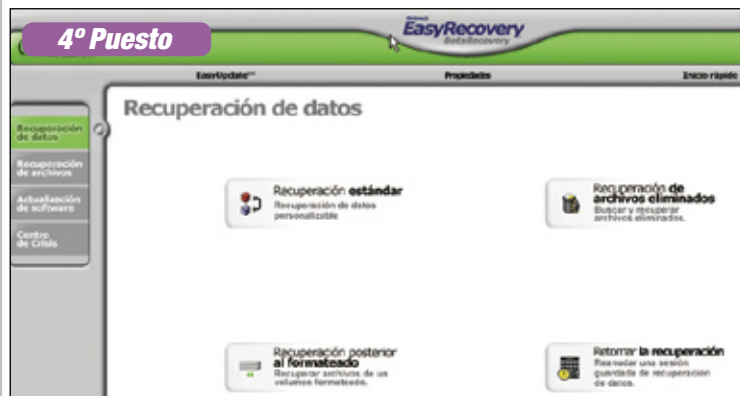 4º Puesto
EasyRecovery
DataRecovery
EasyUpdate™
Propiedades
Inicio rápido
Recuperación de datos
Recuperación
de datos
Recuperación
de archivos
Actualización
de software
Centro
de Crisis
Recuperación estándar
Recuperación de datos
personalizable
Recuperación de
archivos eliminados
Buscar y recuperar
archivos eliminados.
Recuperación posterior
al formateado
Recuperar archivos de un
volumen formateado.
Retomar la recuperación
Reanudar una sesión
guardada de recuperación
de datos.